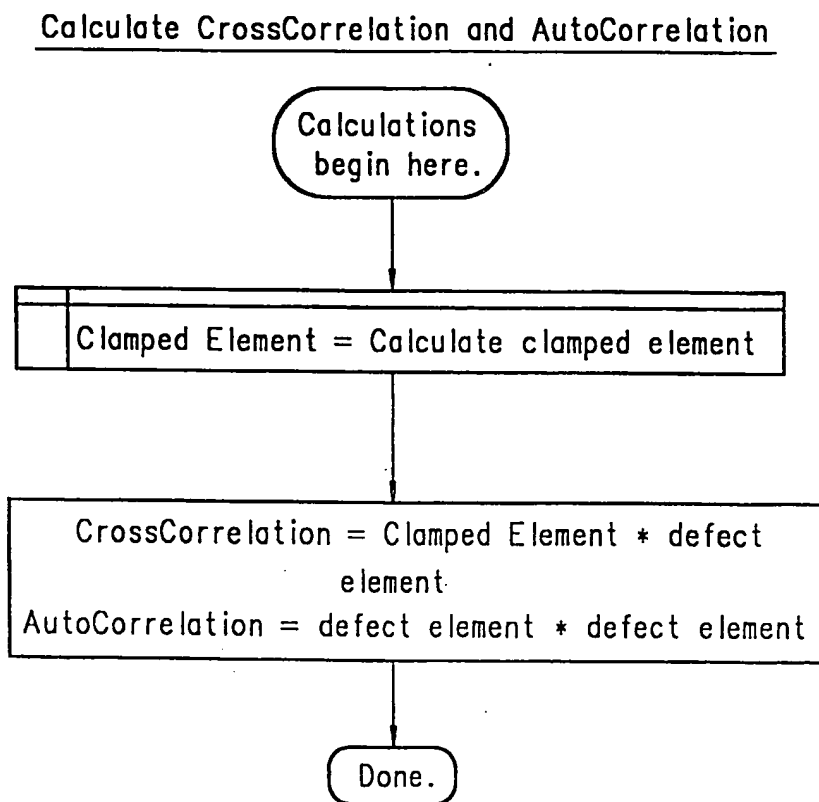 Calculate CrossCorrelation and AutoCorrelation
Calculations
begin here.
Clamped Element = Calculate clamped element
CrossCorrelation = Clamped Element * defect
element
AutoCorrelation = defect element * defect element
Done.